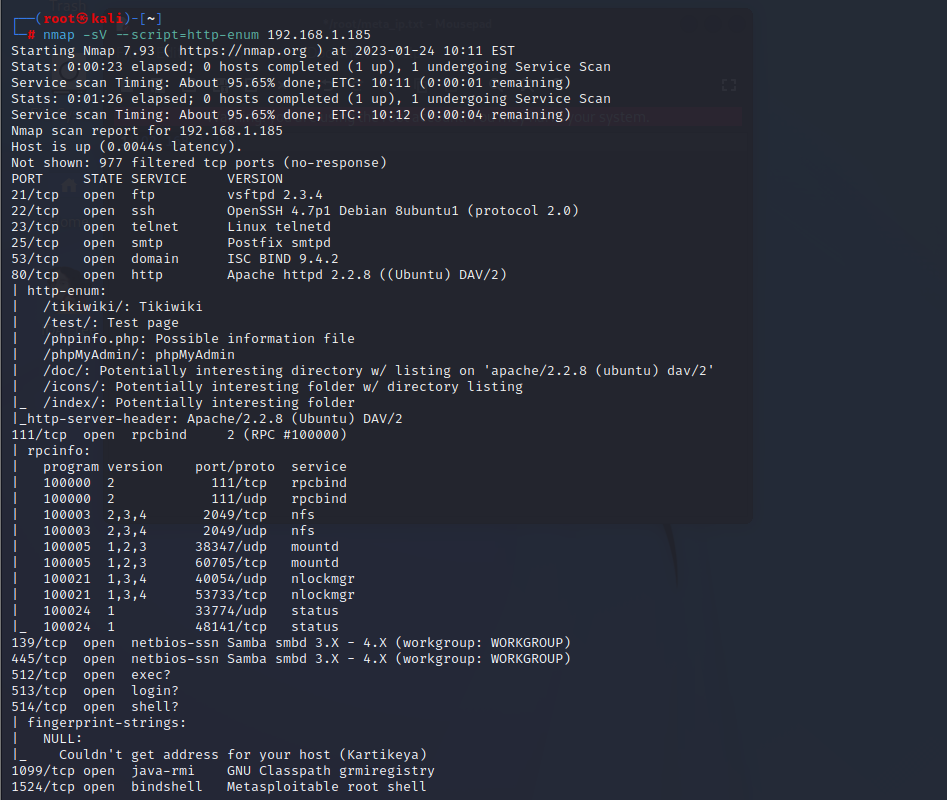 ┌──(root㉿kali)-[~]
└─# nmap -sV --script=http-enum 192.168.1.185
Starting Nmap 7.93 ( https://nmap.org ) at 2023-01-24 10:11 EST
Stats: 0:00:23 elapsed; 0 hosts completed (1 up), 1 undergoing Service Scan
Service scan Timing: About 95.65% done; ETC: 10:11 (0:00:01 remaining)
Stats: 0:01:26 elapsed; 0 hosts completed (1 up), 1 undergoing Service Scan
Service scan Timing: About 95.65% done; ETC: 10:12 (0:00:04 remaining)
Nmap scan report for 192.168.1.185
Host is up (0.0044s latency).
Not shown: 977 filtered tcp ports (no-response)
PORT     STATE SERVICE     VERSION
21/tcp   open  ftp         vsftpd 2.3.4
22/tcp   open  ssh         OpenSSH 4.7p1 Debian 8ubuntu1 (protocol 2.0)
23/tcp   open  telnet      Linux telnetd
25/tcp   open  smtp        Postfix smtpd
53/tcp   open  domain      ISC BIND 9.4.2
80/tcp   open  http        Apache httpd 2.2.8 ((Ubuntu) DAV/2)
| http-enum:
|   /tikiwiki/: Tikiwiki
|   /test/: Test page
|   /phpinfo.php: Possible information file
|   /phpMyAdmin/: phpMyAdmin
|   /doc/: Potentially interesting directory w/ listing on 'apache/2.2.8 (ubuntu) dav/2'
|   /icons/: Potentially interesting folder w/ directory listing
|_  /index/: Potentially interesting folder
|_http-server-header: Apache/2.2.8 (Ubuntu) DAV/2
111/tcp  open  rpcbind     2 (RPC #100000)
| rpcinfo:
|   program version    port/proto  service
|   100000  2            111/tcp   rpcbind
|   100000  2            111/udp   rpcbind
|   100003  2,3,4       2049/tcp   nfs
|   100003  2,3,4       2049/udp   nfs
|   100005  1,2,3      38347/udp   mountd
|   100005  1,2,3      60705/tcp   mountd
|   100021  1,3,4      40054/udp   nlockmgr
|   100021  1,3,4      53733/tcp   nlockmgr
|   100024  1          33774/udp   status
|_  100024  1          48141/tcp   status
139/tcp  open  netbios-ssn Samba smbd 3.X - 4.X (workgroup: WORKGROUP)
445/tcp  open  netbios-ssn Samba smbd 3.X - 4.X (workgroup: WORKGROUP)
512/tcp  open  exec?
513/tcp  open  login?
514/tcp  open  shell?
| fingerprint-strings:
|   NULL:
|_    Couldn't get address for your host (Kartikeya)
1099/tcp open  java-rmi    GNU Classpath grmiregistry
1524/tcp open  bindshell   Metasploitable root shell